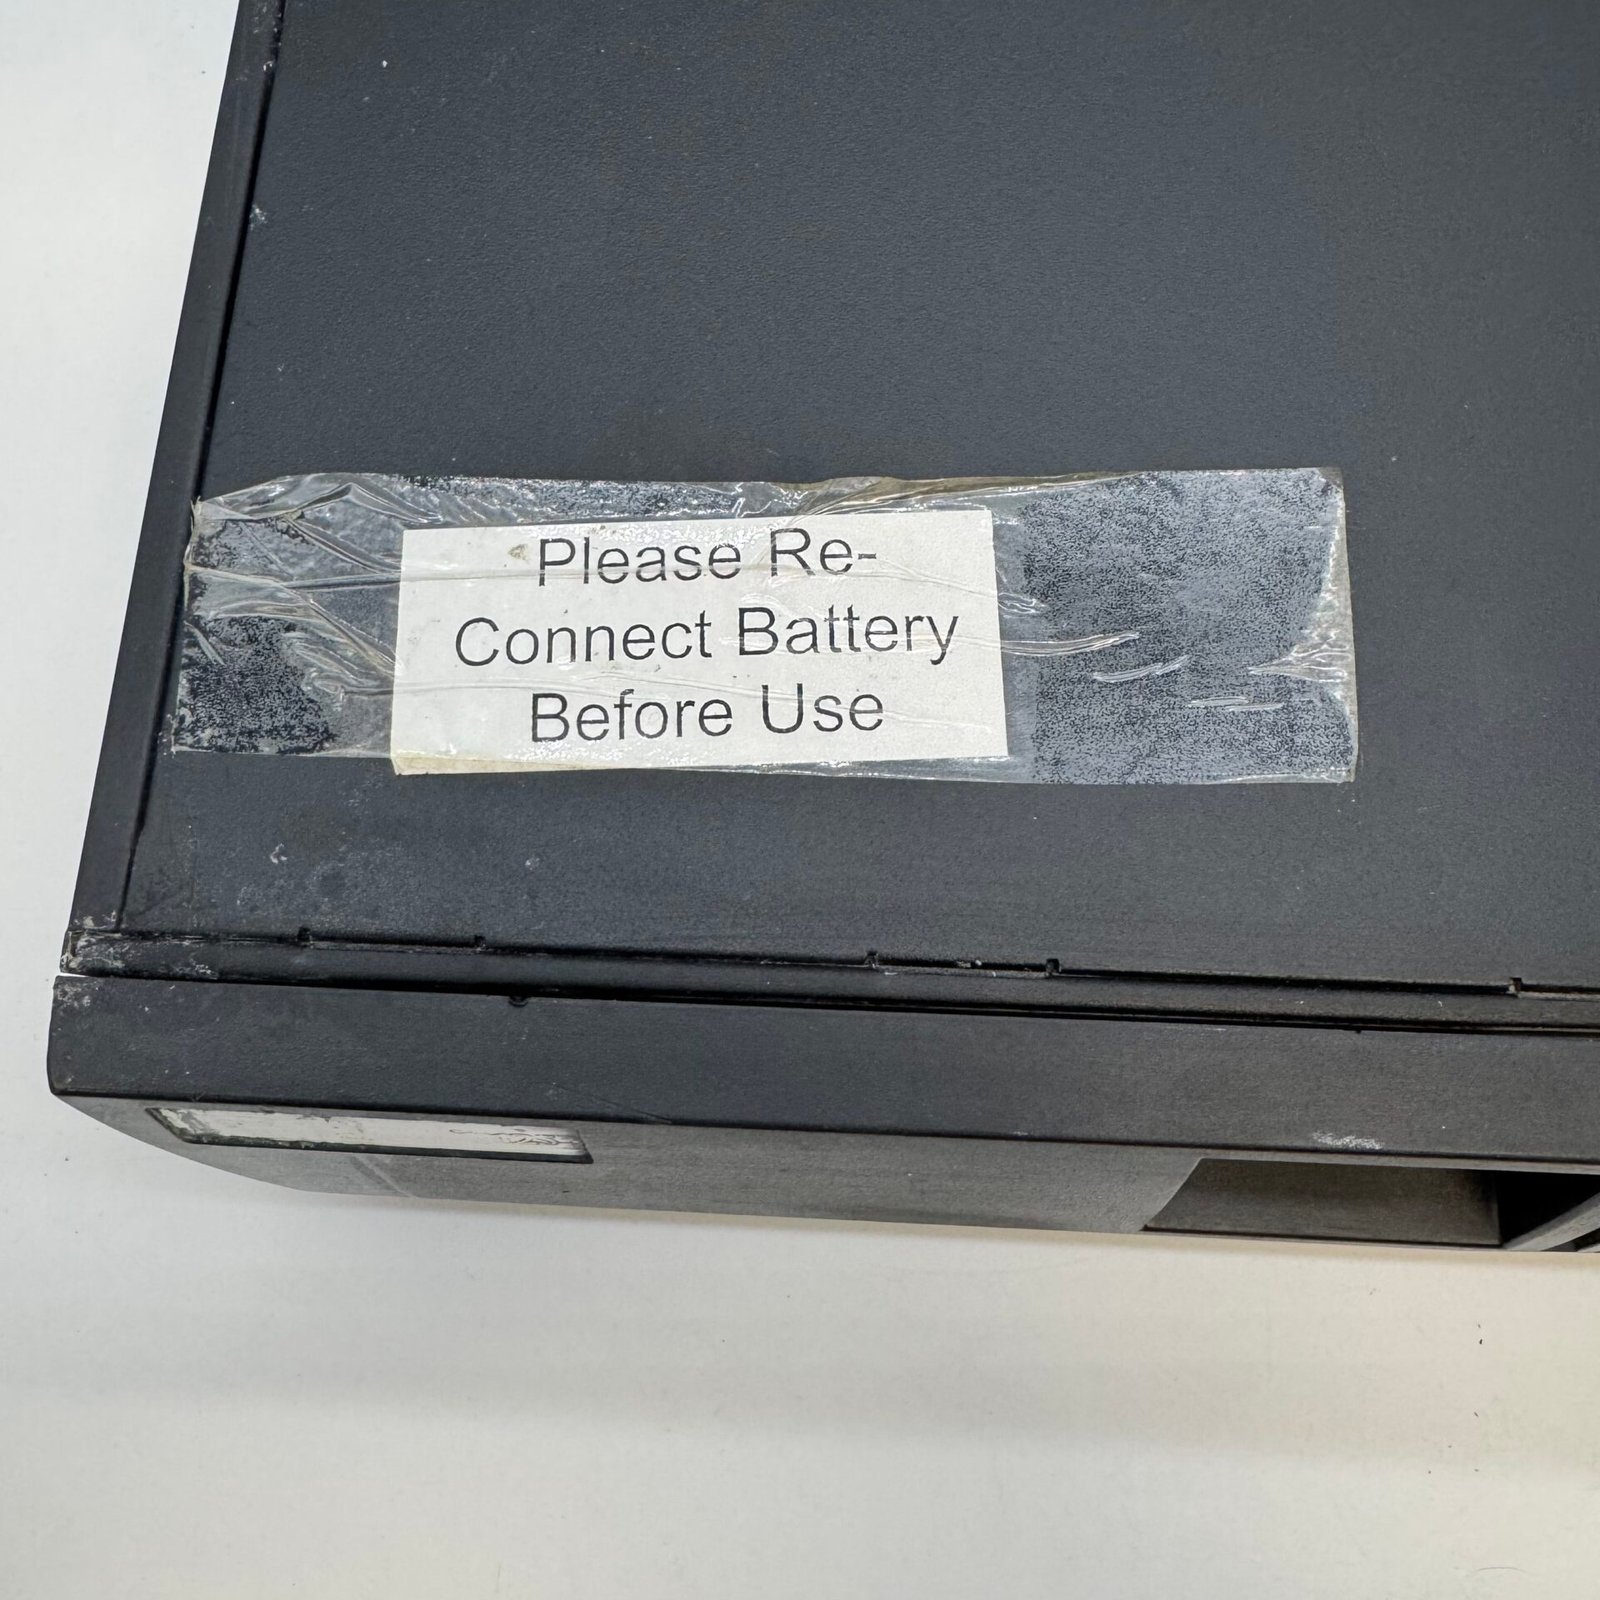 Please Re-
Connect Battery
Before Use